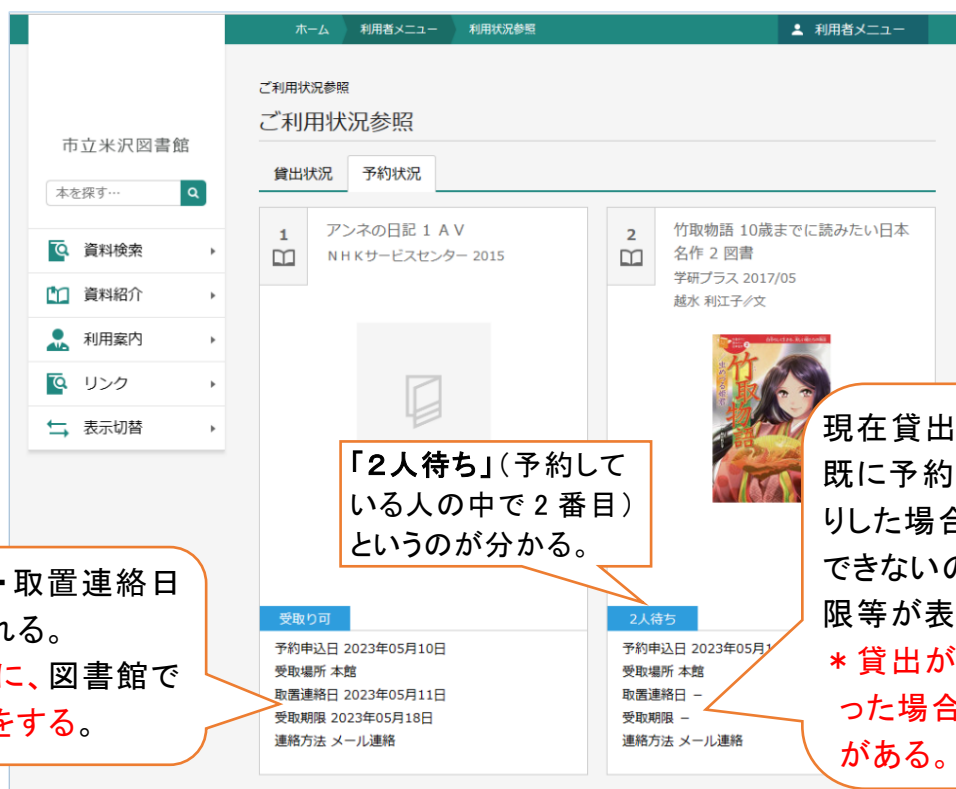 ホーム 利用者メニュー 利用状況参照 利用者メニュー
市立米沢図書館
本を探す…
資料検索
資料紹介
利用案内
リンク
表示切替
ご利用状況参照
ご利用状況参照
貸出状況 予約状況
1
アンネの日記 1 AV
NHKサービスセンター 2015
受取り可
予約申込日 2023年05月10日
受取場所 本館
取置連絡日 2023年05月11日
受取期限 2023年05月18日
連絡方法 メール連絡
2
竹取物語 10歳までに読みたい日本
名作 2 図書
学研プラス 2017/05
越水 利江子//文
竹取物語
2人待ち
予約申込日 2023年05月1
受取場所 本館
取置連絡日 −
受取期限 −
連絡方法 メール連絡
「2人待ち」(予約して
いる人の中で2番目)
というのが分かる。
・取置連絡日
れる。
に、図書館で
をする。
現在貸出
既に予約
りした場合
できないの
限等が表
*貸出が
った場合
がある。